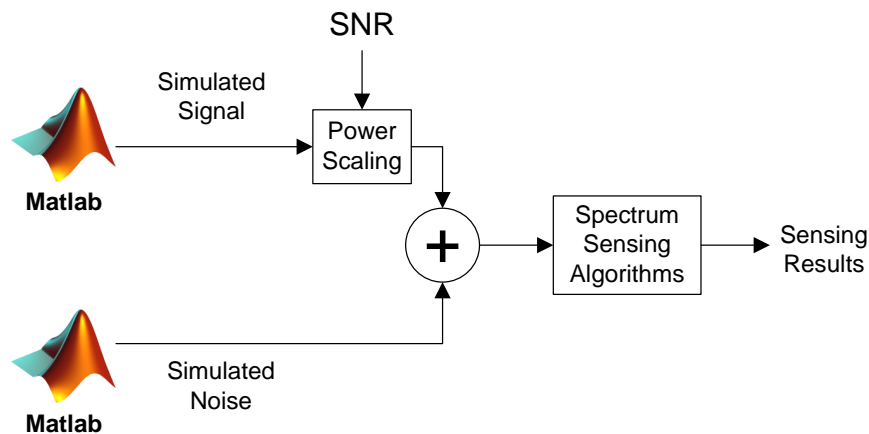 SNR
Simulated
Signal
Power
Scaling
Matlab
Spectrum
Sensing
Algorithms
Sensing
Results
Simulated
Noise
Matlab